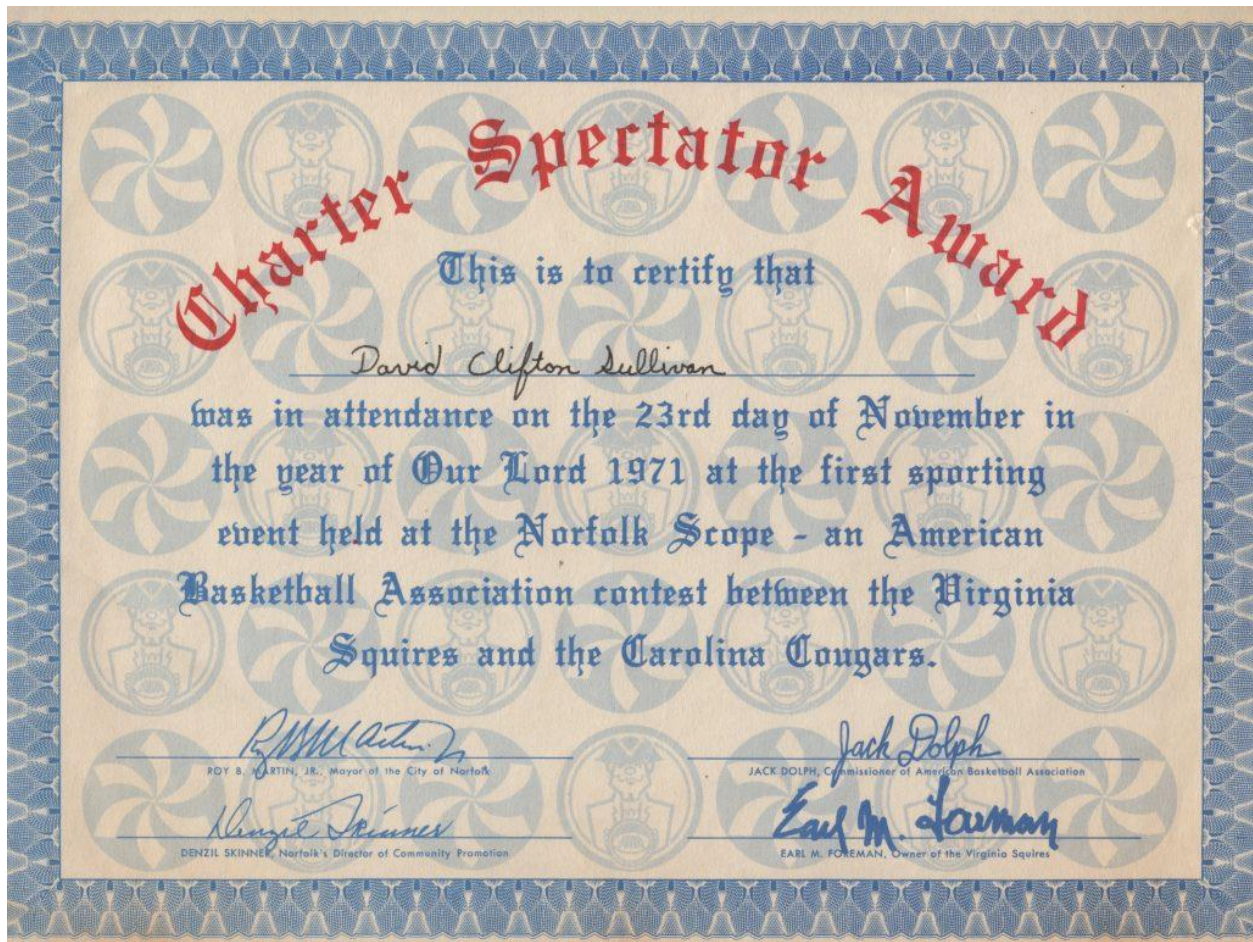 Charter Spectator Award
This is to certify that
David Clifton Sullivan
was in attendance on the 23rd day of November in
the year of Our Lord 1971 at the first sporting
event held at the Norfolk Scope - an American
Basketball Association contest between the Virginia
Squires and the Carolina Cougars.
Roy B. Martin Jr
ROY B. MARTIN, JR., Mayor of the City of Norfolk
Jack Dolph
JACK DOLPH, Commissioner of American Basketball Association
Denzil Skinner
DENZIL SKINNER, Norfolk's Director of Community Promotion
Earl M. Foreman
EARL M. FOREMAN, Owner of the Virginia Squires